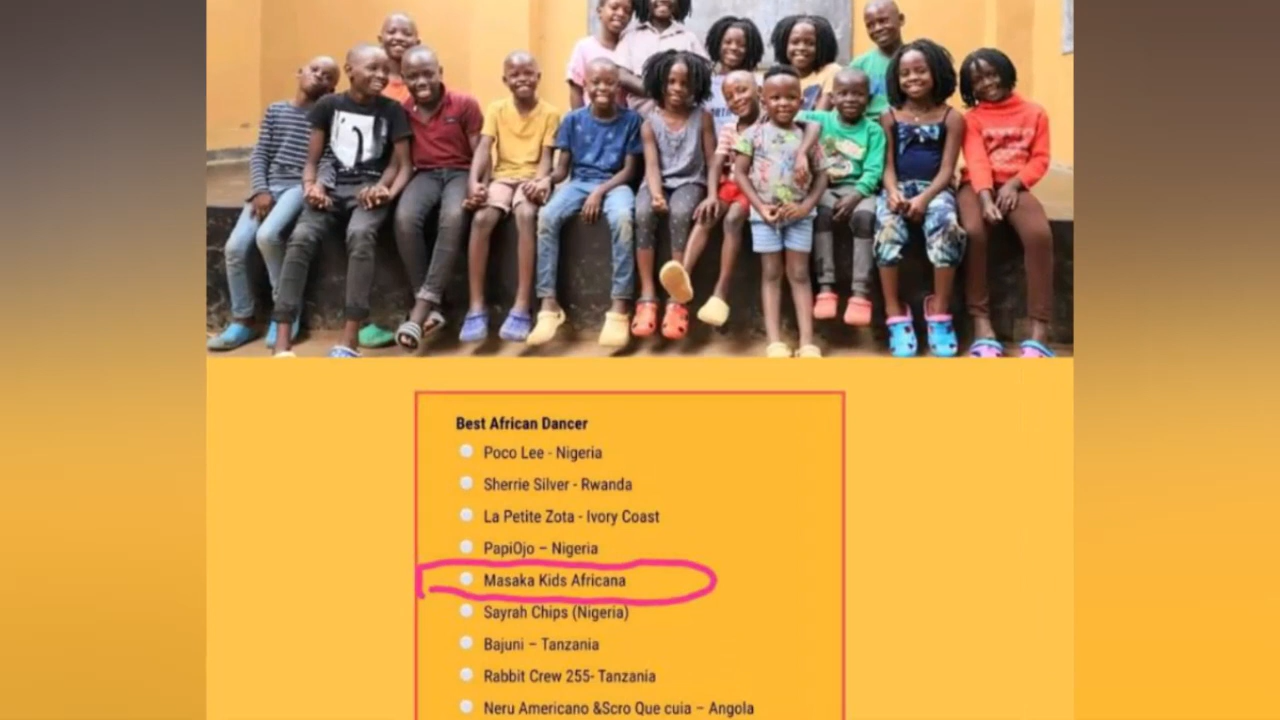 Best African Dancer
Poco Lee - Nigeria
Sherrie Silver - Rwanda
La Petite Zota - Ivory Coast
PapiOjo – Nigeria
Masaka Kids Africana
Sayrah Chips (Nigeria)
Bajuni – Tanzania
Rabbit Crew 255- Tanzania
Neru Americano &Scro Que cuia – Angola